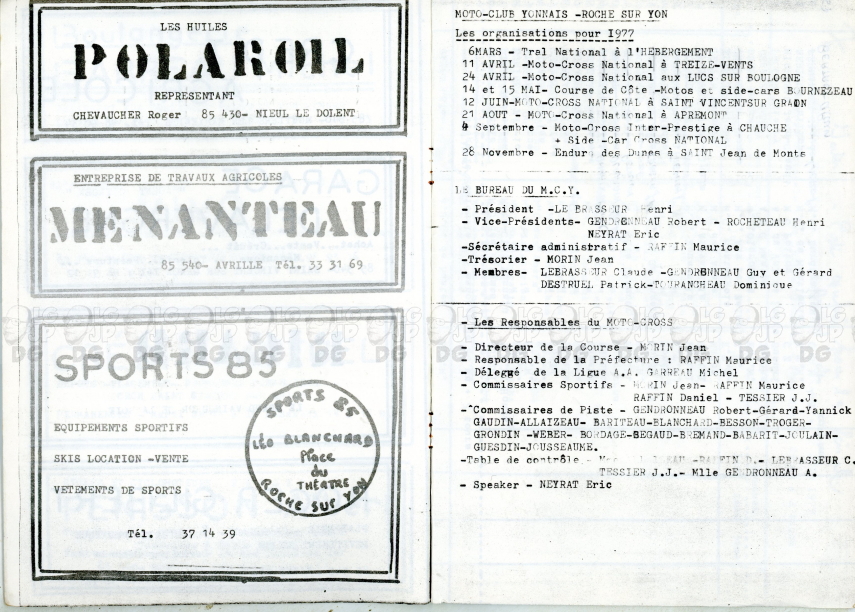 LES HUILES
POLAROIL
REPRESENTANT
CHEVAUCHER Roger 85 430- NIEUL LE DOLENT
ENTREPRISE DE TRAVAUX AGRICOLES
MENANTEAU
85 540- AVRILLE Tél. 33 31 69
SPORTS 85
EQUIPEMENTS SPORTIFS
SKIS LOCATION -VENTE
VETEMENTS DE SPORTS
SPORTS 85
LÉO BLANCHARD
Place
du
THÉATRE
ROCHE SUR YON
Tél. 37 14 39
MOTO-CLUB YONNAIS -ROCHE SUR YON
Les organisations pour I977
6MARS - Tral National à l'HEBERGEMENT
11 AVRIL -Moto-Cross National à TREIZE-VENTS
24 AVRIL -Moto-Cross National aux LUCS SUR BOULOGNE
14 et 15 MAI- Course de Côte -Motos et side-cars BOURNEZEAU
12 JUIN-MOTO-CROSS NATIONAL à SAINT VINCENTSUR GRAON
21 AOUT - MOTO-Cross National à APREMONT
4 Septembre - Moto-Cross Inter-Prestige à CHAUCHE
+ Side -Car Cross NATIONAL
28 Novembre - Enduro des Dunes à SAINT Jean de Monts
LE BUREAU DU M.C.Y.
- Président -LE BRASSEUR Henri
- Vice-Présidents- GENDRONNEAU Robert - ROCHETEAU Henri
NEYRAT Eric
-Sécrétaire administratif - RAFFIN Maurice
-Trésorier - MORIN Jean
- Membres- LEBRASSEUR Claude -GENDRONNEAU Guy et Gérard
DESTRUEL Patrick-TOURANCHEAU Dominique
- Les Responsables du MOTO-CROSS
- Directeur de la Course - MORIN Jean
- Responsable de la Préfecture : RAFFIN Maurice
- Déleggé de la Ligue A.A. GARREAU Michel
- Commissaires Sportifs - MORIN Jean- RAFFIN Maurice
RAFFIN Daniel - TESSIER J.J.
-Commissaires de Piste - GENDRONNEAU Robert-Gérard-Yannick
GAUDIN-ALLAIZEAU- BARITEAU-BLANCHARD-BESSON-TROGER-
GRONDIN -WEBER- BORDAGE-BEGAUD-BREMAND-BABARIT-JOULAIN-
GUESDIN-JOUSSEAUME.
-Table de contrôle - RAFFIN D.- LEBRASSEUR C.
TESSIER J.J.- Mlle GENDRONNEAU A.
- Speaker - NEYRAT Eric